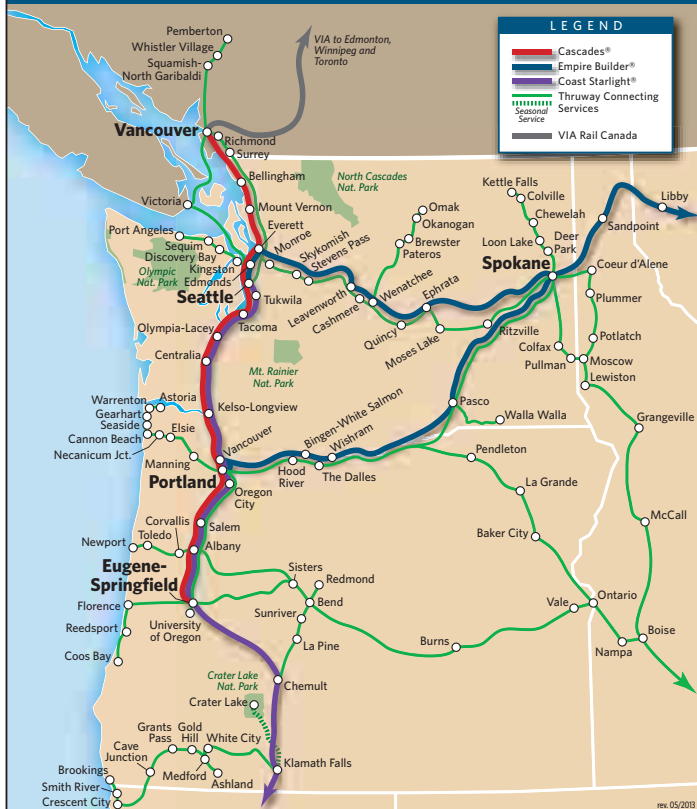 LEGEND
Cascades®
Empire Builder®
Coast Starlight®
Thruway Connecting
Services
Seasonal
Service
VIA Rail Canada
Pemberton
Whistler Village
Squamish-
North Garibaldi
VIA to Edmonton,
Winnipeg and
Toronto
Vancouver
Richmond
Surrey
Bellingham
North Cascades
Nat. Park
Victoria
Mount Vernon
Port Angeles
Sequim
Discovery Bay
Olympic
Nat. Park
Kingston
Edmonds
Everett
Monroe
Skykomish
Stevens Pass
Seattle
Tukwila
Tacoma
Leavenworth
Cashmere
Wenatchee
Omak
Okanogan
Brewster
Pateros
Quincy
Ephrata
Moses Lake
Ritzville
Kettle Falls
Colville
Chewelah
Loon Lake
Deer
Park
Spokane
Sandpoint
Libby
Coeur d'Alene
Plummer
Potlatch
Colfax
Pullman
Moscow
Lewiston
Grangeville
McCall
Olympia-Lacey
Centralia
Mt. Rainier
Nat. Park
Kelso-Longview
Warrenton
Astoria
Gearhart
Seaside
Cannon Beach
Elsie
Necanicum Jct.
Manning
Vancouver
Portland
Oregon
City
Bingen-White Salmon
Wishram
Hood
River
The Dalles
Pasco
Walla Walla
Pendleton
La Grande
Baker City
Ontario
Vale
Nampa
Boise
Salem
Corvallis
Toledo
Newport
Albany
Eugene-
Springfield
University
of Oregon
Florence
Reedsport
Coos Bay
Sisters
Redmond
Bend
Sunriver
La Pine
Burns
Chemult
Crater Lake
Nat. Park
Crater Lake
Klamath Falls
Grants
Pass
Gold
Hill
White City
Medford
Ashland
Cave
Junction
Brookings
Smith River
Crescent City
rev. 05/2013